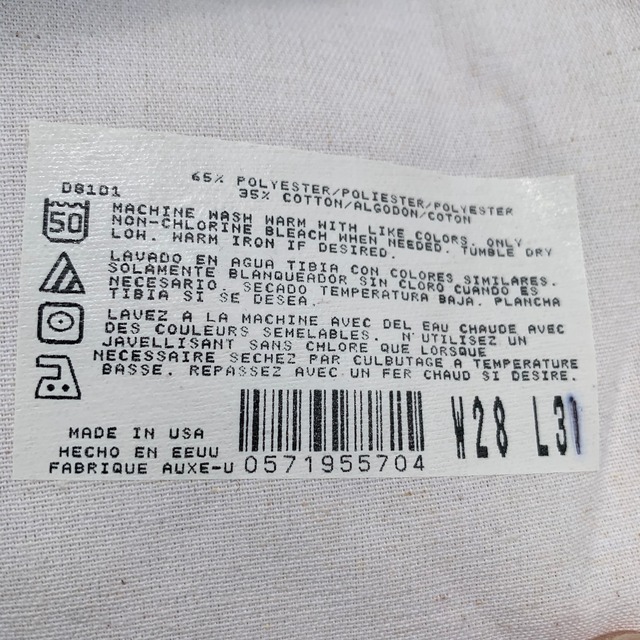 65% POLYESTER/POLIESTER/POLYESTER
35% COTTON/ALGODON/COTON
D8101
50
MACHINE WASH WARM WITH LIKE COLORS. ONLY
NON-CHLORINE BLEACH WHEN NEEDED. TUMBLE DRY
LOW. WARM IRON IF DESIRED.
LAVADO EN AGUA TIBIA CON COLORES SIMILARES.
SOLAMENTE BLANQUEADOR SIN CLORO CUANDO ES
NECESARIO. SECADO TEMPERATURA BAJA. PLANCHA
TIBIA SI SE DESEA.
LAVEZ A LA MACHINE AVEC DEL EAU CHAUDE AVEC
DES COULEURS SEMELABLES. N'UTILISEZ UN
JAVELLISANT SANS CHLORE QUE LORSQUE
NECESSAIRE SECHEZ PAR CULBUTAGE A TEMPERATURE
BASSE. REPASSEZ AVEC UN FER CHAUD SI DESIRE.
MADE IN USA
HECHO EN EEUU
FABRIQUE AUXE-U
0571955704
W28 L31